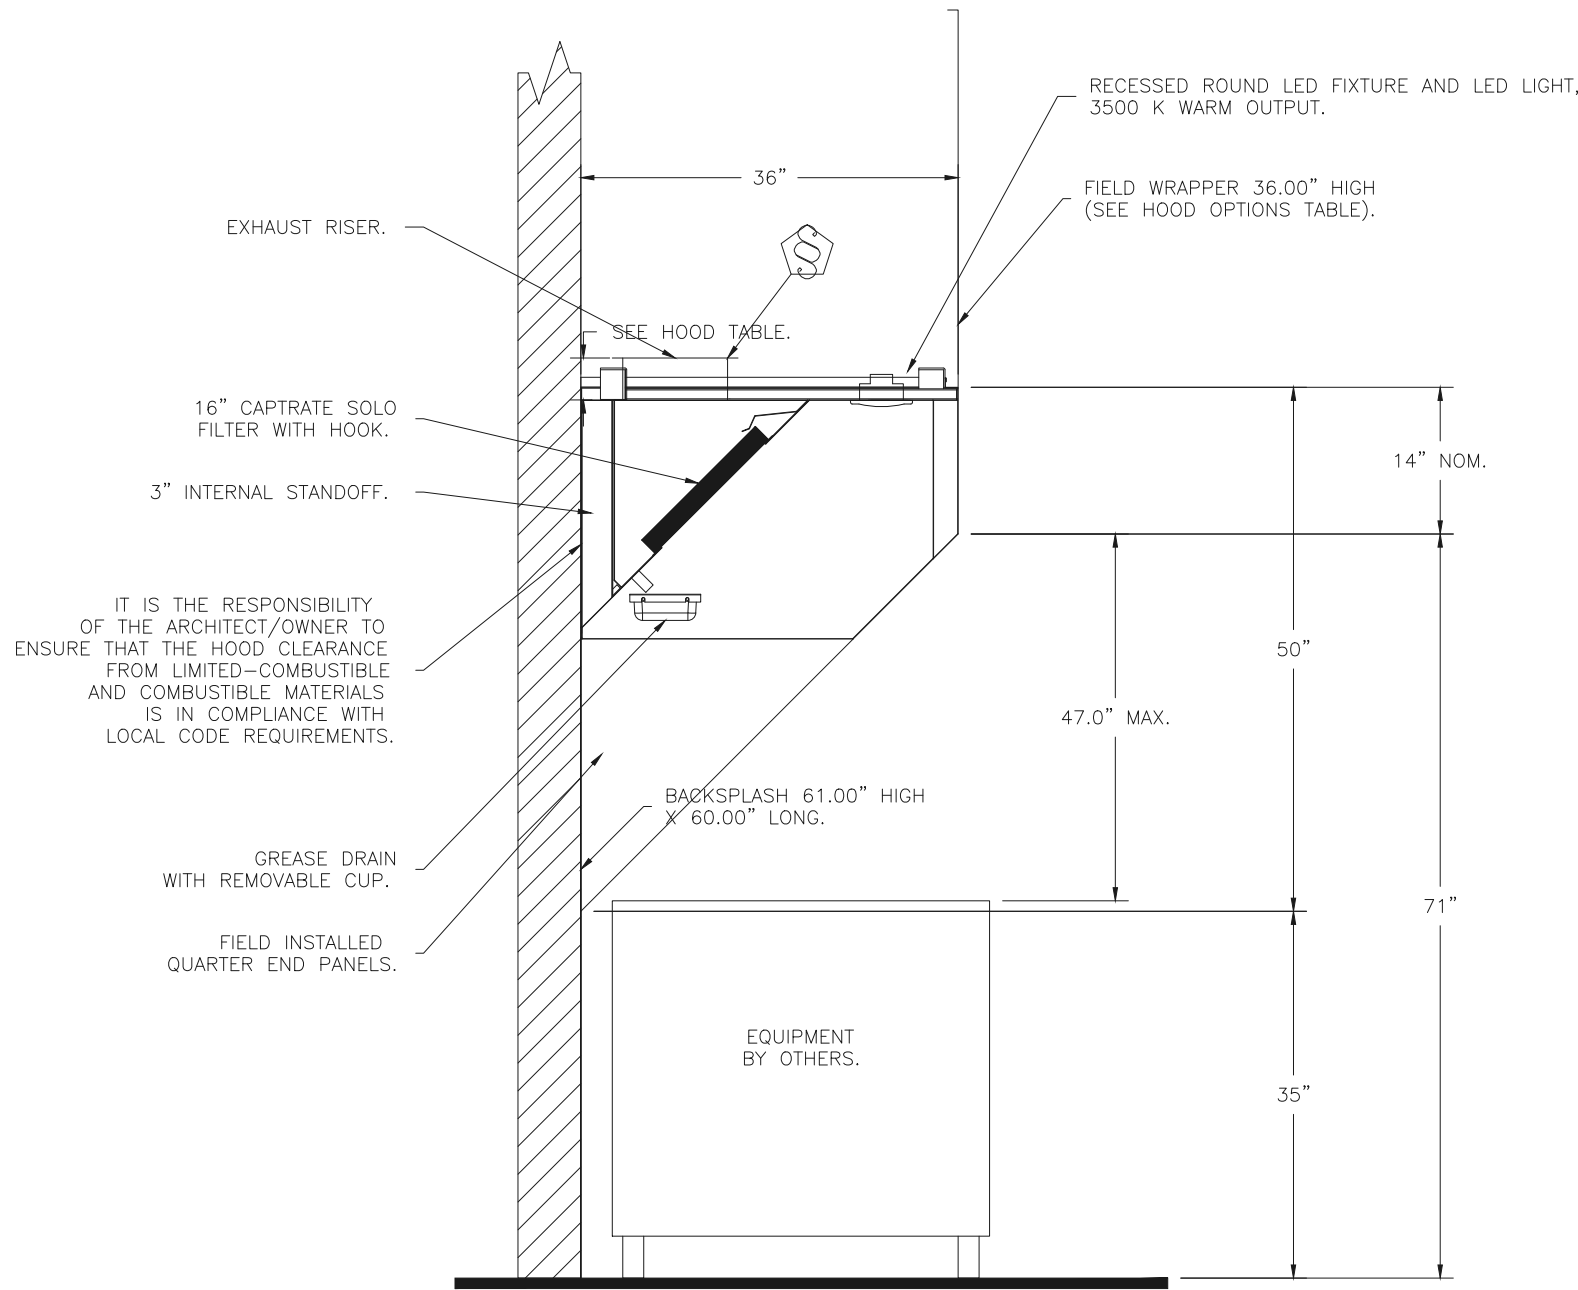 RECESSED ROUND LED FIXTURE AND LED LIGHT,
3500 K WARM OUTPUT.
36”
FIELD WRAPPER 36.00” HIGH
(SEE HOOD OPTIONS TABLE).
EXHAUST RISER.
SEE HOOD TABLE.
16” CAPTRATE SOLO
FILTER WITH HOOK.
14” NOM.
3” INTERNAL STANDOFF.
IT IS THE RESPONSIBILITY
OF THE ARCHITECT/OWNER TO
ENSURE THAT THE HOOD CLEARANCE
FROM LIMITED-COMBUSTIBLE
AND COMBUSTIBLE MATERIALS
IS IN COMPLIANCE WITH
LOCAL CODE REQUIREMENTS.
50”
47.0” MAX.
BACKSPLASH 61.00” HIGH
X 60.00” LONG.
GREASE DRAIN
WITH REMOVABLE CUP.
71”
FIELD INSTALLED
QUARTER END PANELS.
EQUIPMENT
BY OTHERS.
35”